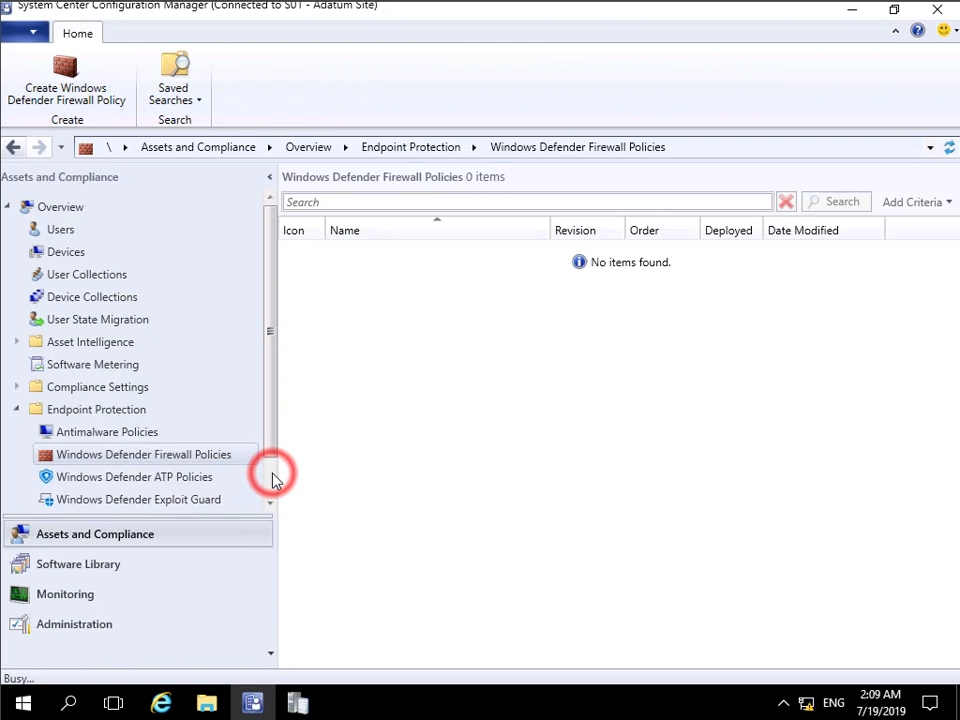 System Center Configuration Manager (Connected to S01 - Adatum Site)
Home
Create Windows
Defender Firewall Policy
Saved
Searches
Create
Search
\ Assets and Compliance Overview Endpoint Protection Windows Defender Firewall Policies
Assets and Compliance
Windows Defender Firewall Policies 0 items
Search
Search
Add Criteria
Icon Name Revision Order Deployed Date Modified
No items found.
Overview
Users
Devices
User Collections
Device Collections
User State Migration
Asset Intelligence
Software Metering
Compliance Settings
Endpoint Protection
Antimalware Policies
Windows Defender Firewall Policies
Windows Defender ATP Policies
Windows Defender Exploit Guard
Assets and Compliance
Software Library
Monitoring
Administration
Busy...
ENG
2:09 AM
7/19/2019